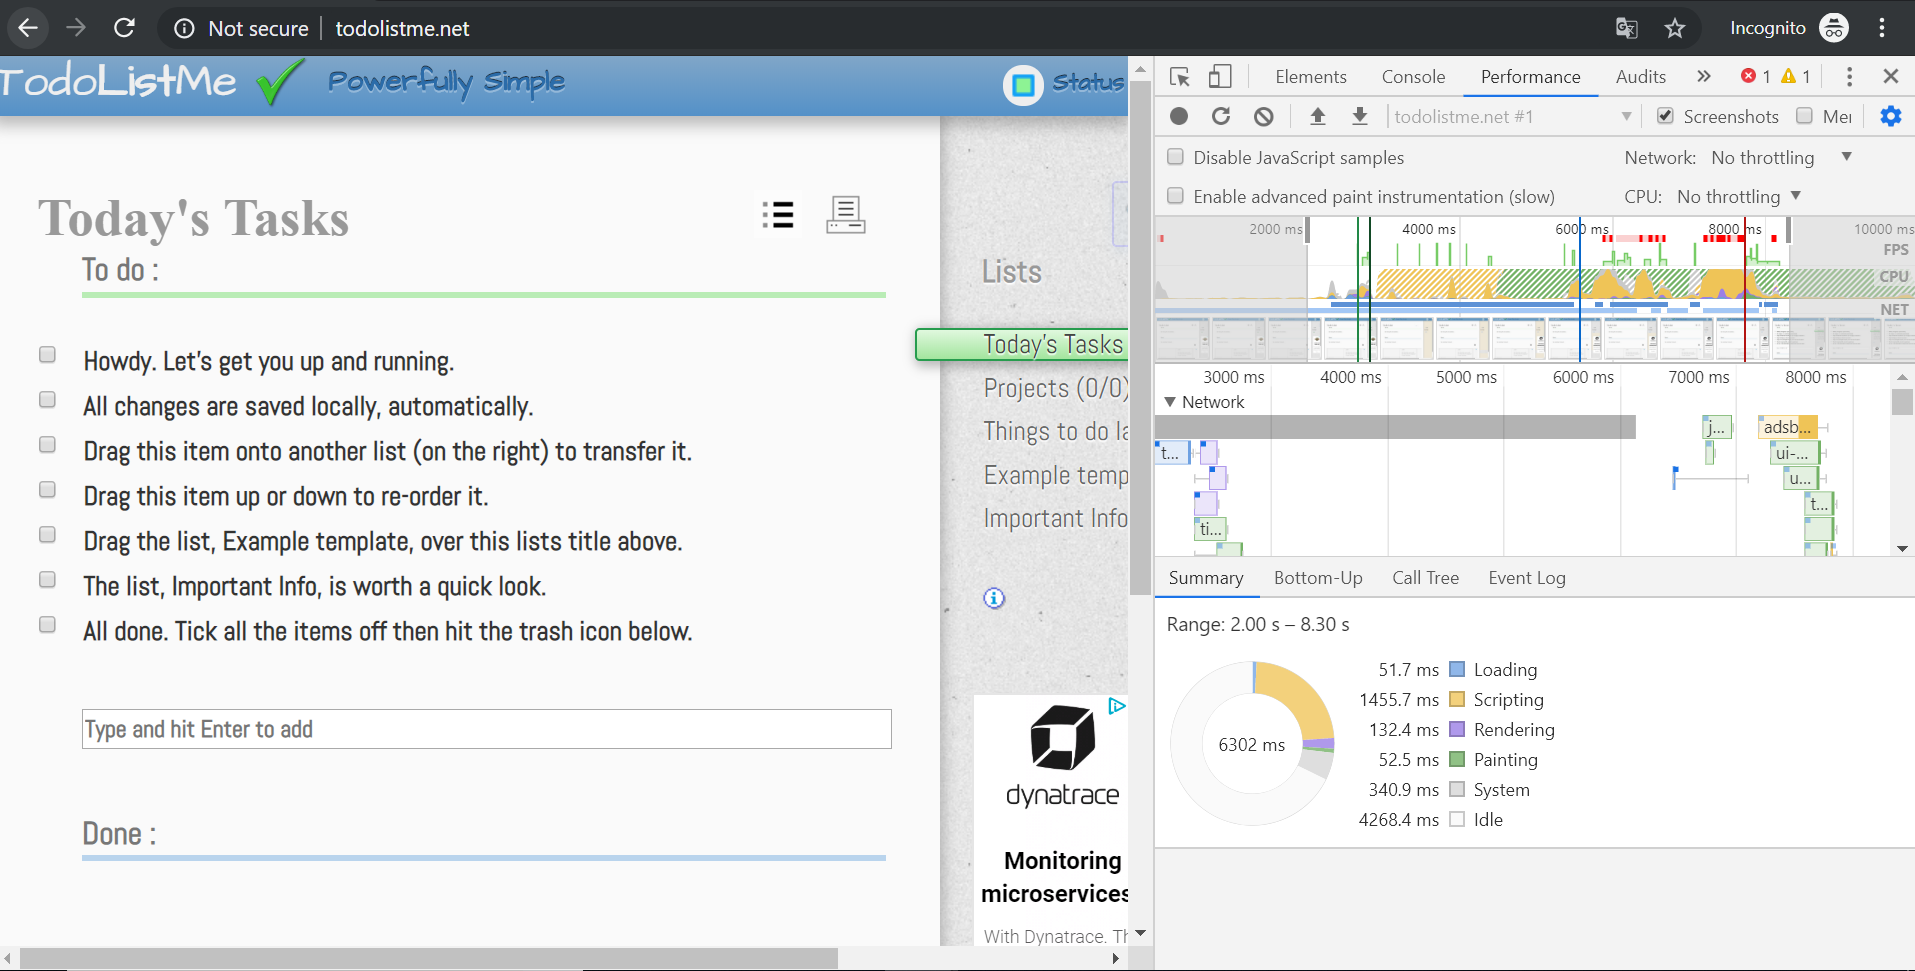 Not secure | todolistme.net
Incognito
TodoListMe Powerfully Simple
Status
Today's Tasks
To do :
Howdy. Let's get you up and running.
All changes are saved locally, automatically.
Drag this item onto another list (on the right) to transfer it.
Drag this item up or down to re-order it.
Drag the list, Example template, over this lists title above.
The list, Important Info, is worth a quick look.
All done. Tick all the items off then hit the trash icon below.
Type and hit Enter to add
Done :
Lists
Today's Tasks
Projects (0/0)
Things to do la
Example temp
Important Info
dynatrace
Monitoring
microservices
With Dynatrace. Th
Elements Console Performance Audits » 1 1
todolistme.net #1 Screenshots Mer
Disable JavaScript samples Network: No throttling
Enable advanced paint instrumentation (slow) CPU: No throttling
2000 ms 4000 ms 6000 ms 8000 ms 10000 ms
FPS
CPU
NET
3000 ms 4000 ms 5000 ms 6000 ms 7000 ms 8000 ms
Network
j... adsb...
t... ui-...
u...
t...
ti...
Summary Bottom-Up Call Tree Event Log
Range: 2.00 s – 8.30 s
6302 ms
51.7 ms Loading
1455.7 ms Scripting
132.4 ms Rendering
52.5 ms Painting
340.9 ms System
4268.4 ms Idle